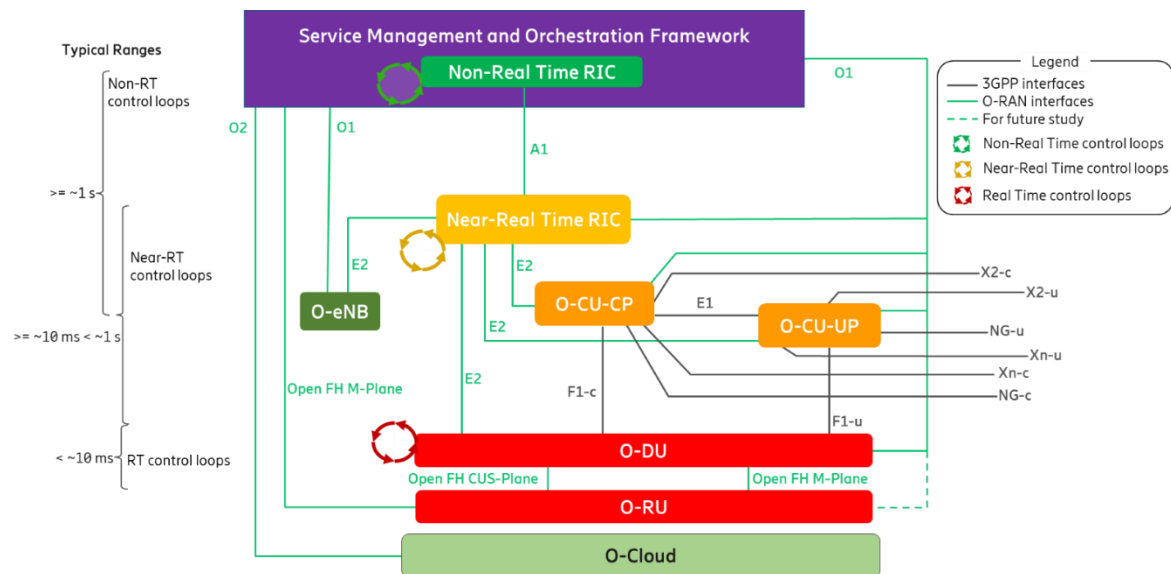 Typical Ranges
Non-RT
control loops
>= ~1 s
Near-RT
control loops
>= ~10 ms < ~1 s
< ~10 ms
RT control loops
Service Management and Orchestration Framework
Non-Real Time RIC
O1
O2
O1
A1
Near-Real Time RIC
E2
E2
E2
E2
O-eNB
O-CU-CP
E1
O-CU-UP
X2-c
X2-u
NG-u
Xn-u
Xn-c
NG-c
Open FH M-Plane
F1-c
F1-u
O-DU
Open FH CUS-Plane
Open FH M-Plane
O-RU
O-Cloud
Legend
3GPP interfaces
O-RAN interfaces
For future study
Non-Real Time control loops
Near-Real Time control loops
Real Time control loops